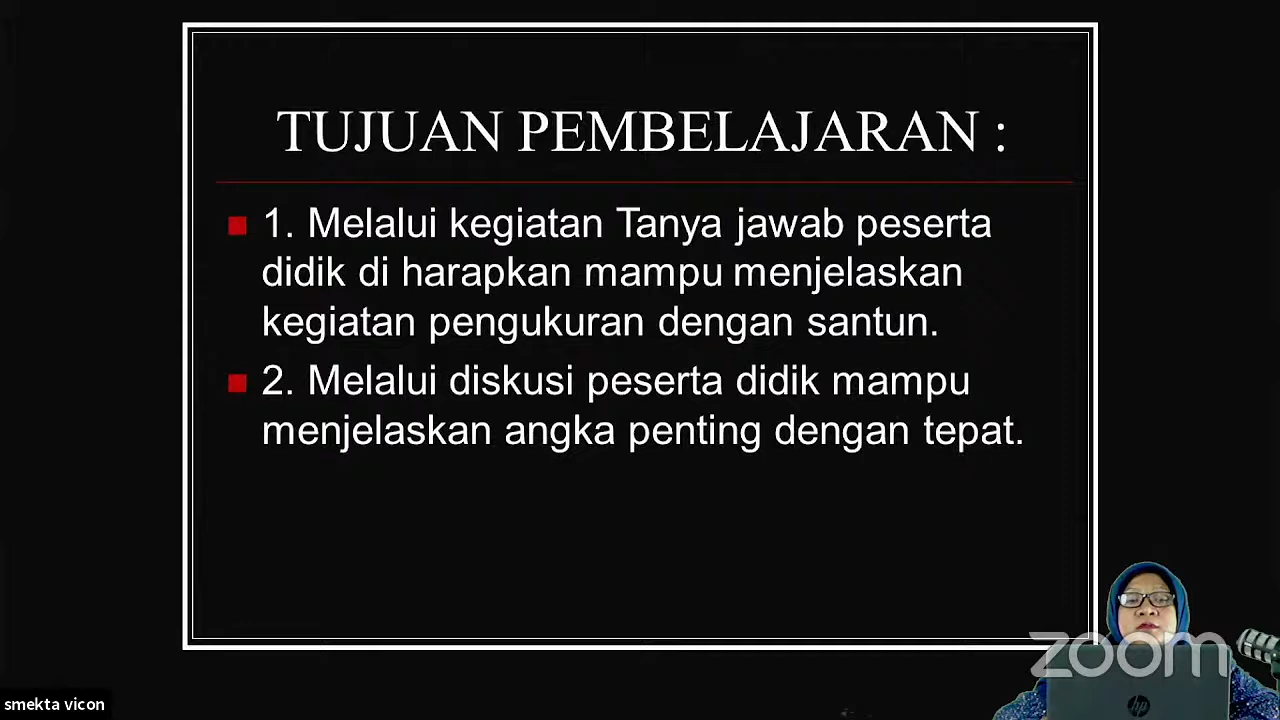 TUJUAN PEMBELAJARAN :
1. Melalui kegiatan Tanya jawab peserta
didik di harapkan mampu menjelaskan
kegiatan pengukuran dengan santun.
2. Melalui diskusi peserta didik mampu
menjelaskan angka penting dengan tepat.
zoom
hp
smekta vicon